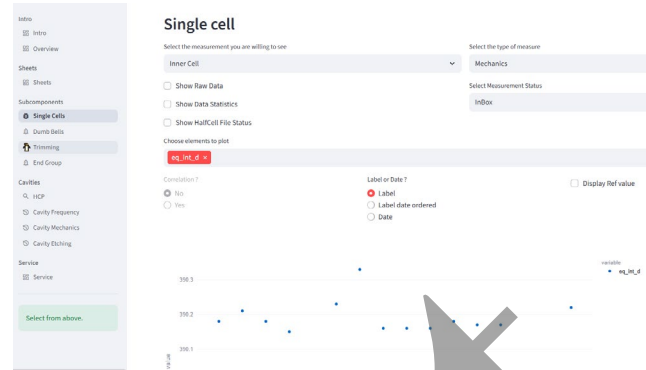 Intro
Intro
Overview
Sheets
Sheets
Subcomponents
Single Cells
Dumb Bells
Trimming
End Group
Cavities
HCP
Cavity Frequency
Cavity Mechanics
Cavity Etching
Service
Service
Select from above.
Single cell
Select the measurement you are willing to see
Inner Cell
Select the type of measure
Mechanics
Show Raw Data
Show Data Statistics
Show HalfCell File Status
Select Measurement Status
InBox
Choose elements to plot
eq_int_d ×
Correlation ?
No
Yes
Label or Date ?
Label
Label date ordered
Date
Display Ref value
variable
eq_int_d
390.3
390.2
390.1
value